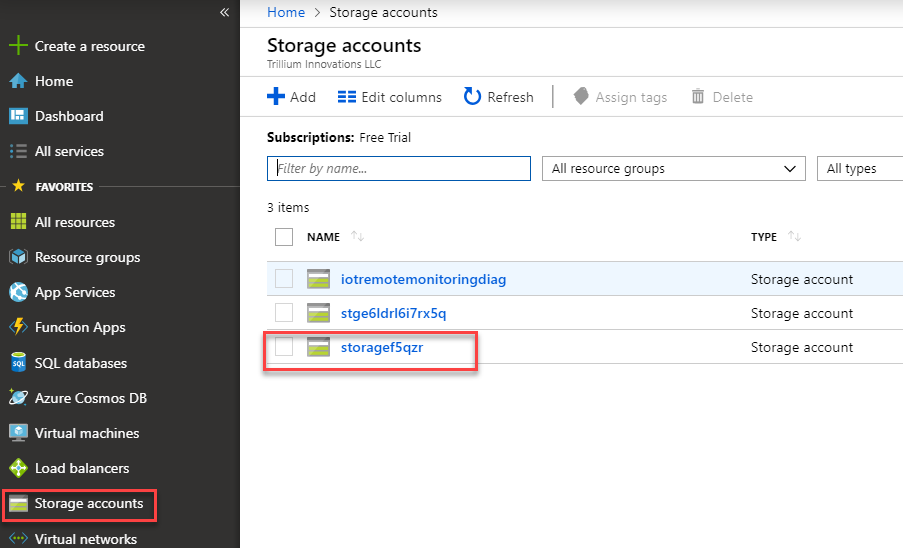 «
Create a resource
Home
Dashboard
All services
FAVORITES
All resources
Resource groups
App Services
Function Apps
SQL
SQL databases
Azure Cosmos DB
Virtual machines
Load balancers
Storage accounts
Virtual networks
Home > Storage accounts
Storage accounts
Trillium Innovations LLC
Add Edit columns Refresh Assign tags Delete
Subscriptions: Free Trial
Filter by name... All resource groups All types
3 items
NAME TYPE
iotremotemonitoringdiag Storage account
stge6ldrl6i7rx5q Storage account
storagef5qzr Storage account